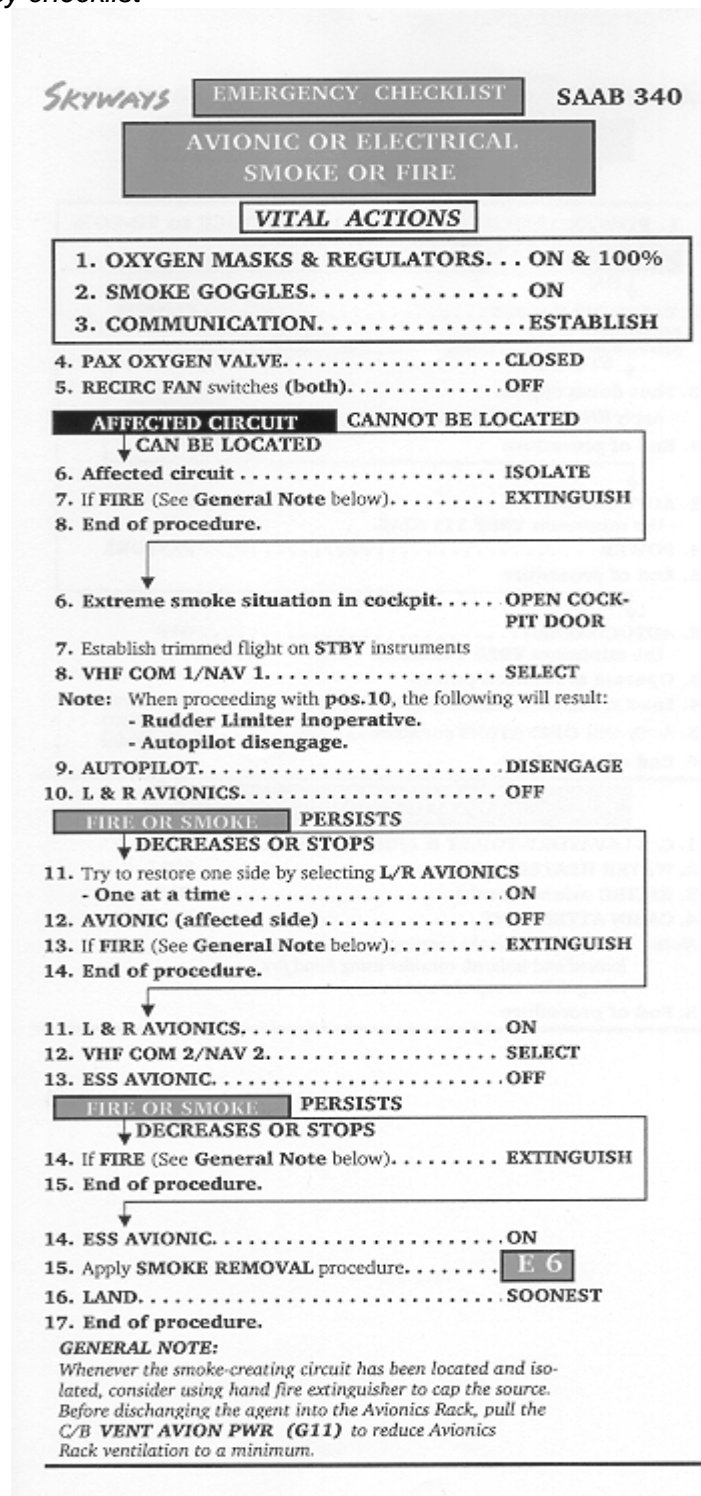 y checklist
SKYWAYS EMERGENCY CHECKLIST SAAB 340
AVIONIC OR ELECTRICAL
SMOKE OR FIRE
VITAL ACTIONS
1. OXYGEN MASKS & REGULATORS... ON & 100%
2. SMOKE GOGGLES.................. ON
3. COMMUNICATION................ESTABLISH
4. PAX OXYGEN VALVE......................CLOSED
5. RECIRC FAN switches (both)................OFF
AFFECTED CIRCUIT CANNOT BE LOCATED
CAN BE LOCATED
6. Affected circuit ............................ISOLATE
7. If FIRE (See General Note below)......... EXTINGUISH
8. End of procedure.
6. Extreme smoke situation in cockpit..... OPEN COCK-
PIT DOOR
7. Establish trimmed flight on STBY instruments
8. VHF COM 1/NAV 1........................SELECT
Note: When proceeding with pos.10, the following will result:
- Rudder Limiter inoperative.
- Autopilot disengage.
9. AUTOPILOT.............................DISENGAGE
10. L & R AVIONICS.........................OFF
FIRE OR SMOKE PERSISTS
DECREASES OR STOPS
11. Try to restore one side by selecting L/R AVIONICS
- One at a time ..........................ON
12. AVIONIC (affected side) ..................OFF
13. If FIRE (See General Note below)......... EXTINGUISH
14. End of procedure.
11. L & R AVIONICS..........................ON
12. VHF COM 2/NAV 2........................SELECT
13. ESS AVIONIC.............................OFF
FIRE OR SMOKE PERSISTS
DECREASES OR STOPS
14. If FIRE (See General Note below)......... EXTINGUISH
15. End of procedure.
14. ESS AVIONIC.............................ON
15. Apply SMOKE REMOVAL procedure........ E 6
16. LAND...................................SOONEST
17. End of procedure.
GENERAL NOTE:
Whenever the smoke-creating circuit has been located and iso-
lated, consider using hand fire extinguisher to cap the source.
Before dischanging the agent into the Avionics Rack, pull the
C/B VENT AVION PWR (G11) to reduce Avionics
Rack ventilation to a minimum.